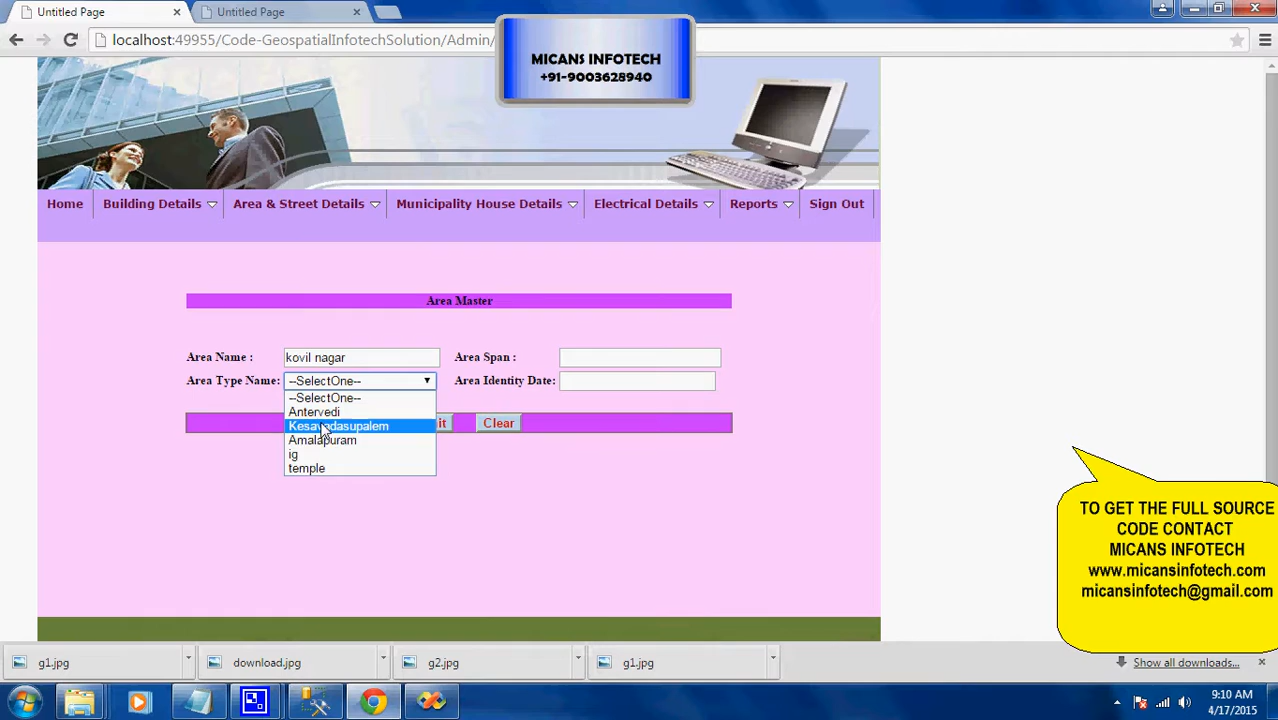 Untitled Page
Untitled Page
localhost:49955/Code-GeospatialInfotechSolution/Admin/
MICANS INFOTECH
+91-9003628940
Home
Building Details
Area & Street Details
Municipality House Details
Electrical Details
Reports
Sign Out
Area Master
Area Name :
kovil nagar
Area Span :
Area Type Name:
--SelectOne--
Area Identity Date:
--SelectOne--
Antervedi
Kesavadasupalem
Amalapuram
ig
temple
it
Clear
TO GET THE FULL SOURCE
CODE CONTACT
MICANS INFOTECH
www.micansinfotech.com
micansinfotech@gmail.com
g1.jpg
download.jpg
g2.jpg
g1.jpg
Show all downloads...
9:10 AM
4/17/2015